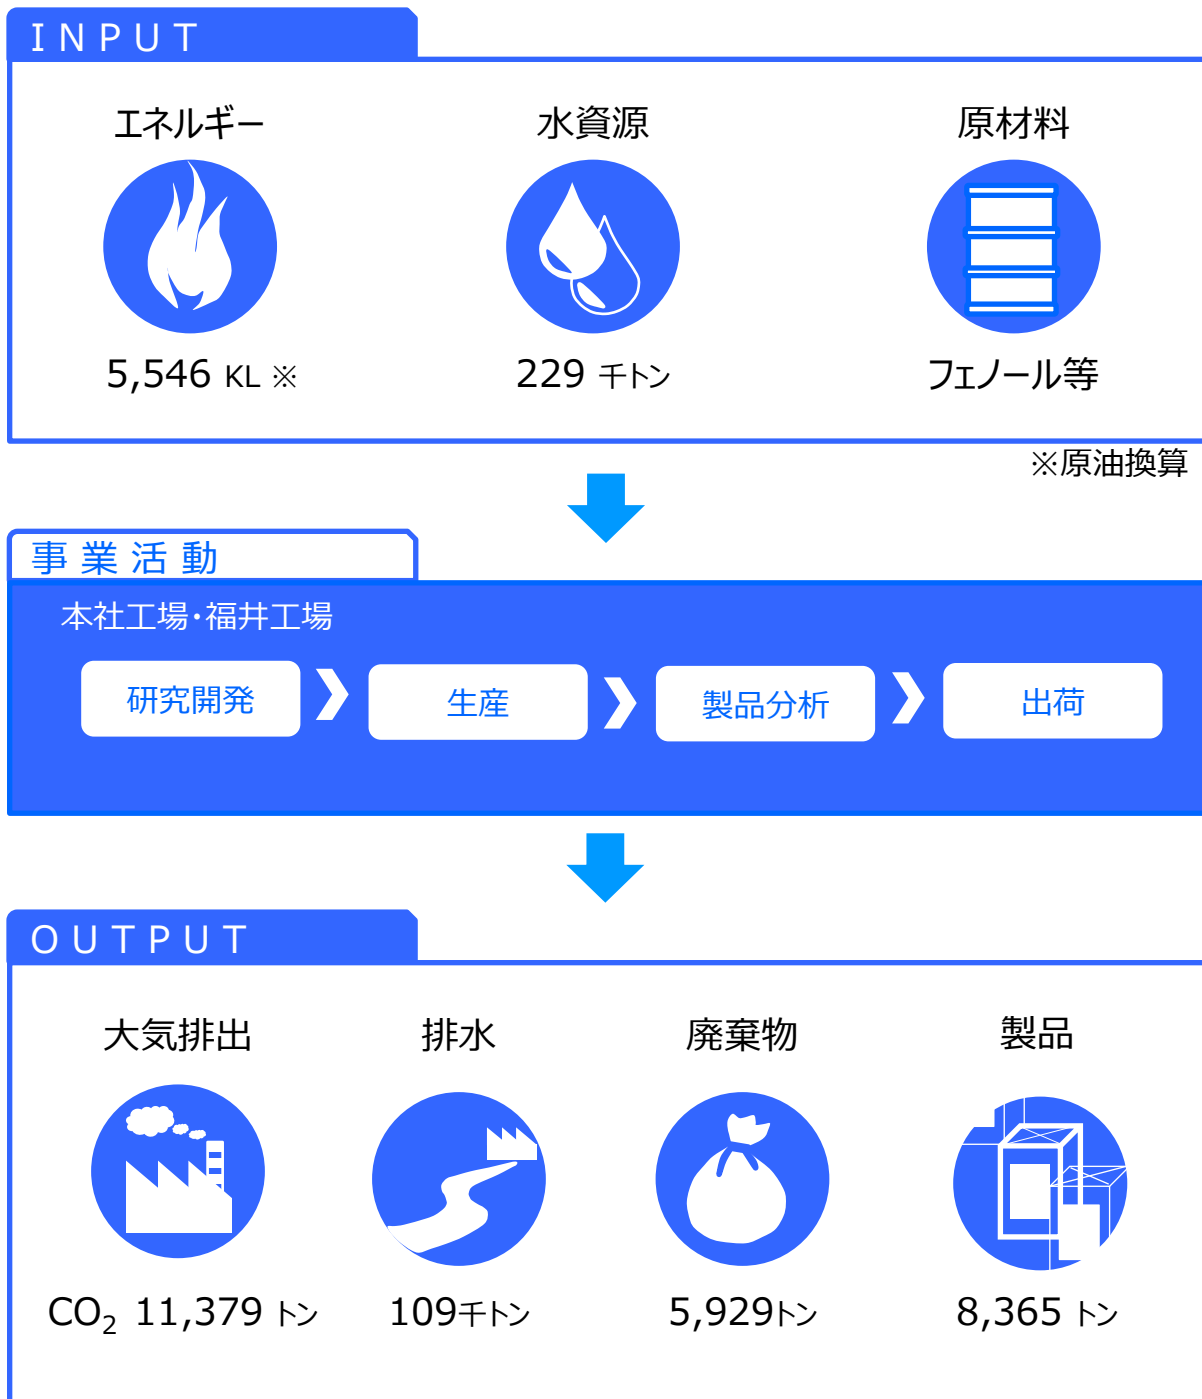 INPUT
エネルギー 水資源 原材料
5,546 KL ※ 229 千トン フェノール等
※原油換算
事業活動
本社工場・福井工場
研究開発 生産 製品分析 出荷
OUTPUT
大気排出 排水 廃棄物 製品
CO₂ 11,379 トン 109千トン 5,929トン 8,365 トン